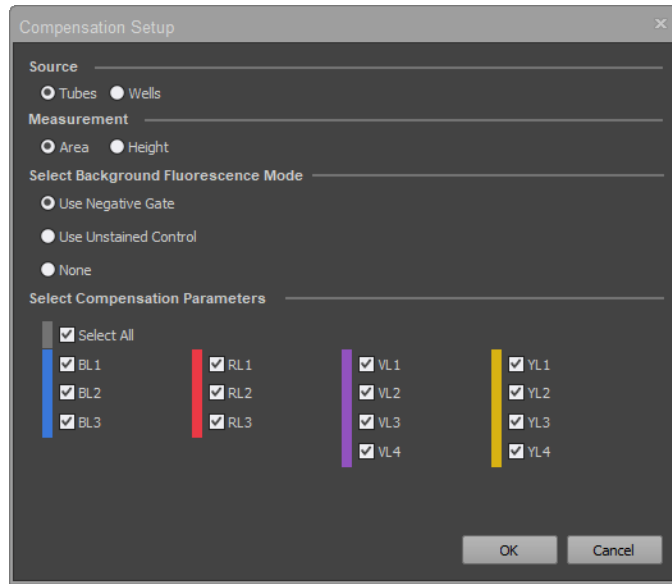 Compensation Setup
Source
Tubes Wells
Measurement
Area Height
Select Background Fluorescence Mode
Use Negative Gate
Use Unstained Control
None
Select Compensation Parameters
Select All
BL1 RL1 VL1 YL1
BL2 RL2 VL2 YL2
BL3 RL3 VL3 YL3
VL4 YL4
OK Cancel